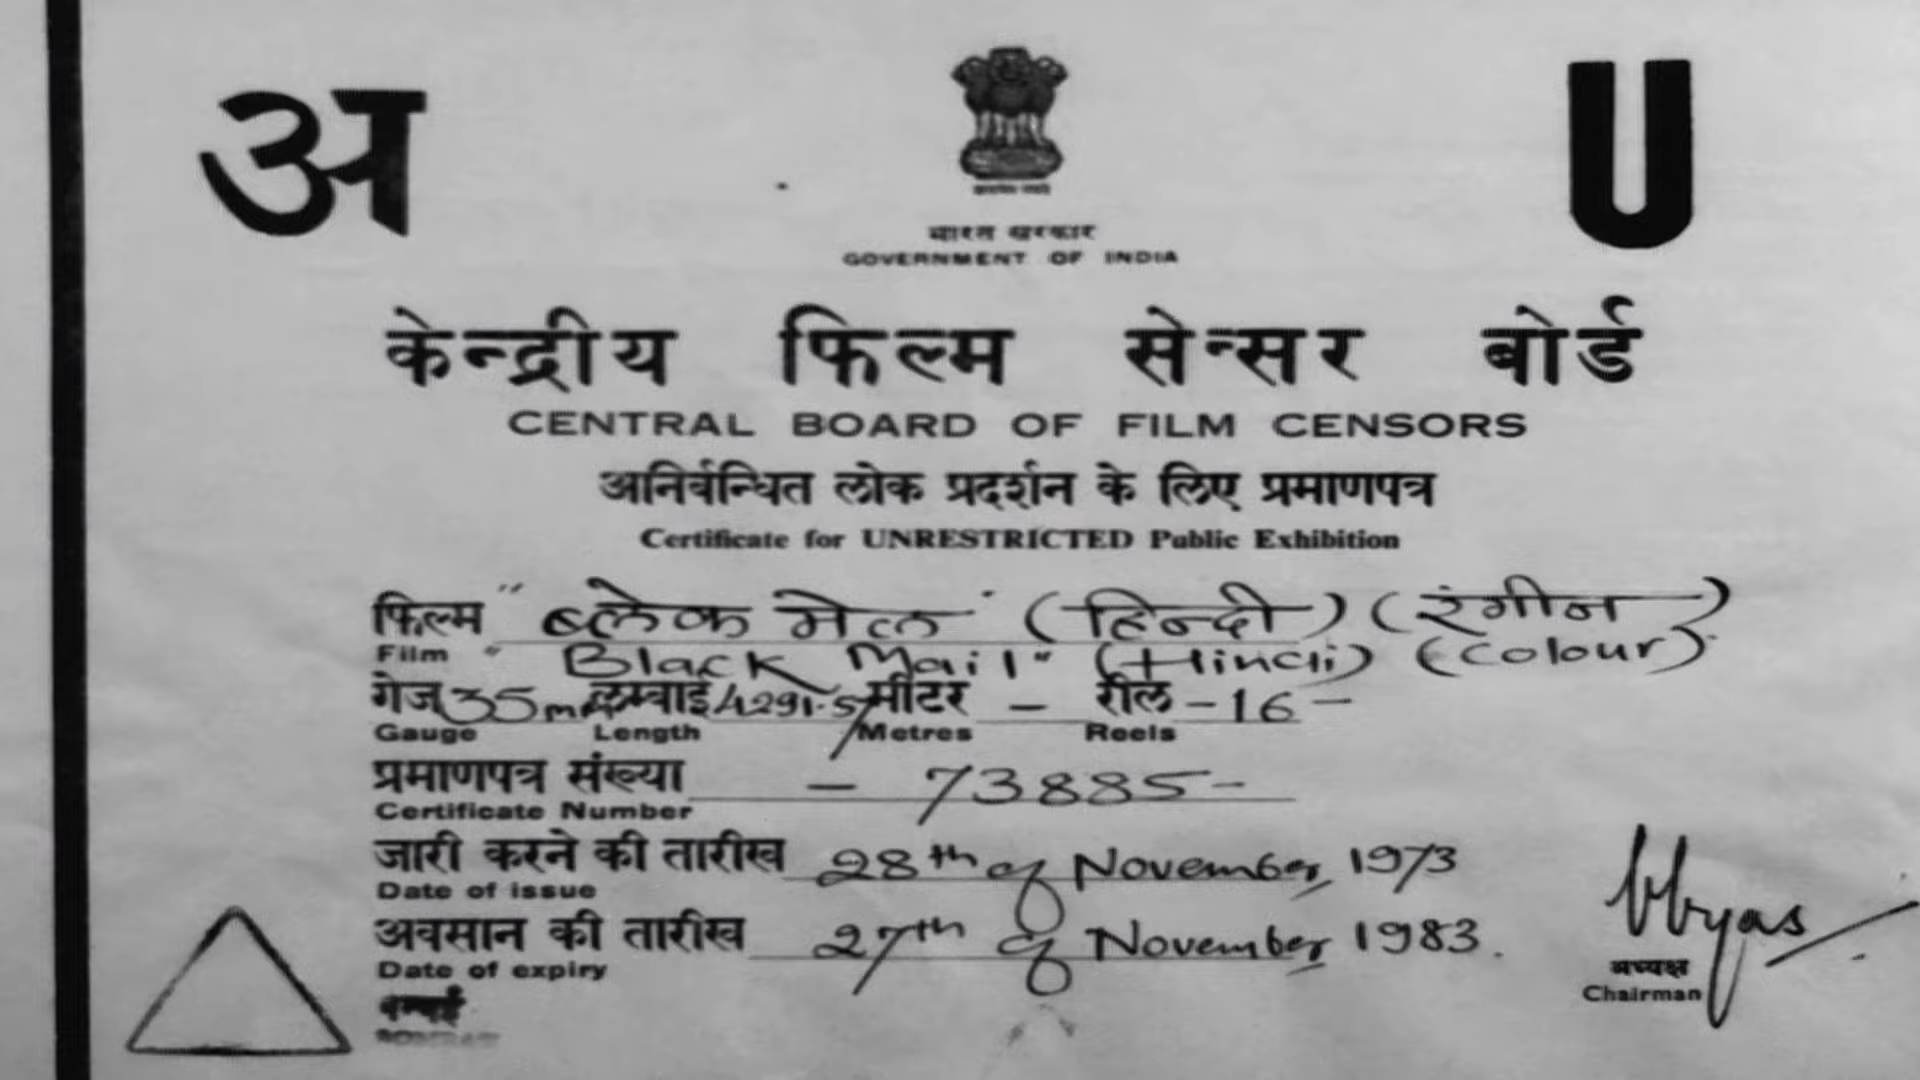 अ U
भारत सरकार
GOVERNMENT OF INDIA
केन्द्रीय फिल्म सेन्सर बोर्ड
CENTRAL BOARD OF FILM CENSORS
अनिर्बन्धित लोक प्रदर्शन के लिए प्रमाणपत्र
Certificate for UNRESTRICTED Public Exhibition
फिल्म "ब्लेक मेल" (हिन्दी) (रंगीन)
Film "Black Mail" (Hindi) (Colour)
गेज 35mm लम्बाई 4291.57 मीटर - रील -16-
Gauge Length Metres Reels
प्रमाणपत्र संख्या - 73885-
Certificate Number
जारी करने की तारीख 28th of November, 1973
Date of issue
अवसान की तारीख 27th of November, 1983.
Date of expiry
बम्बई
BOMBAY
अध्यक्ष
Chairman